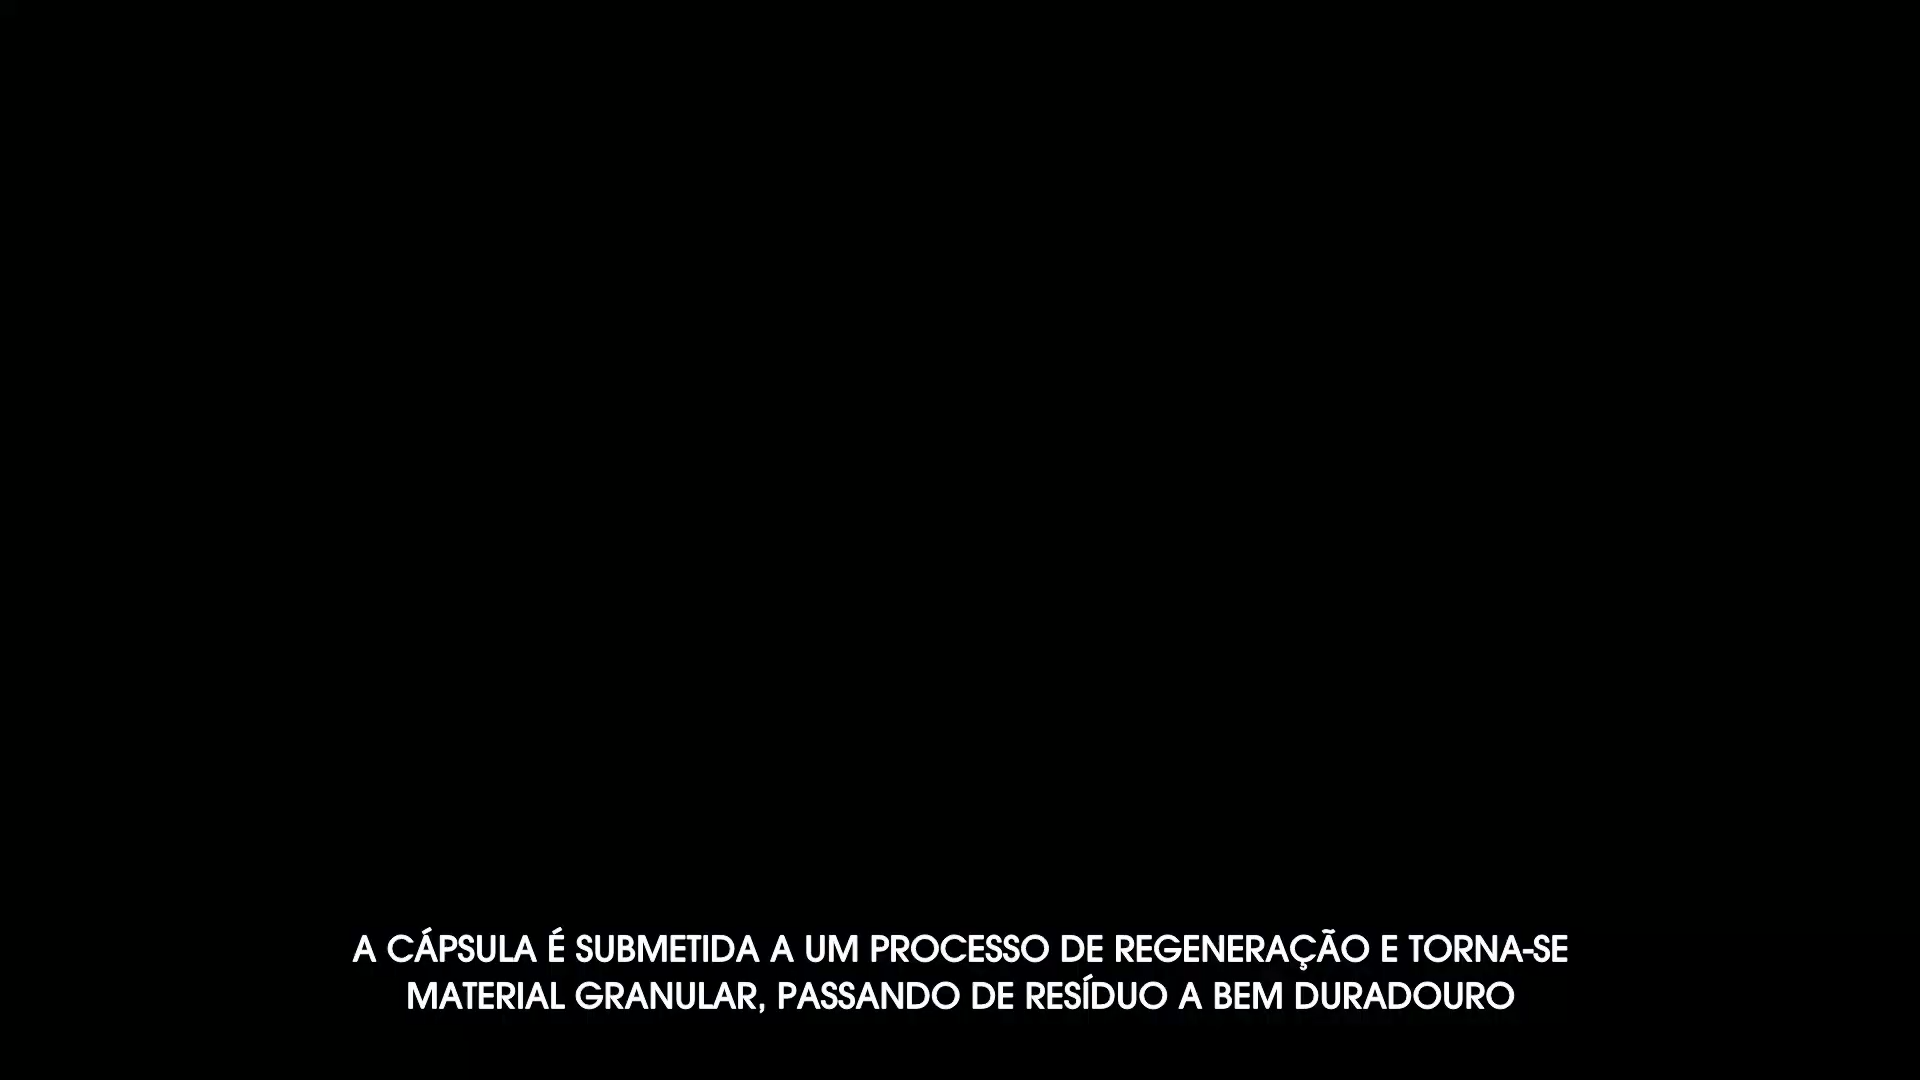 A CÁPSULA É SUBMETIDA A UM PROCESSO DE REGENERAÇÃO E TORNA-SE
MATERIAL GRANULAR, PASSANDO DE RESÍDUO A BEM DURADOURO